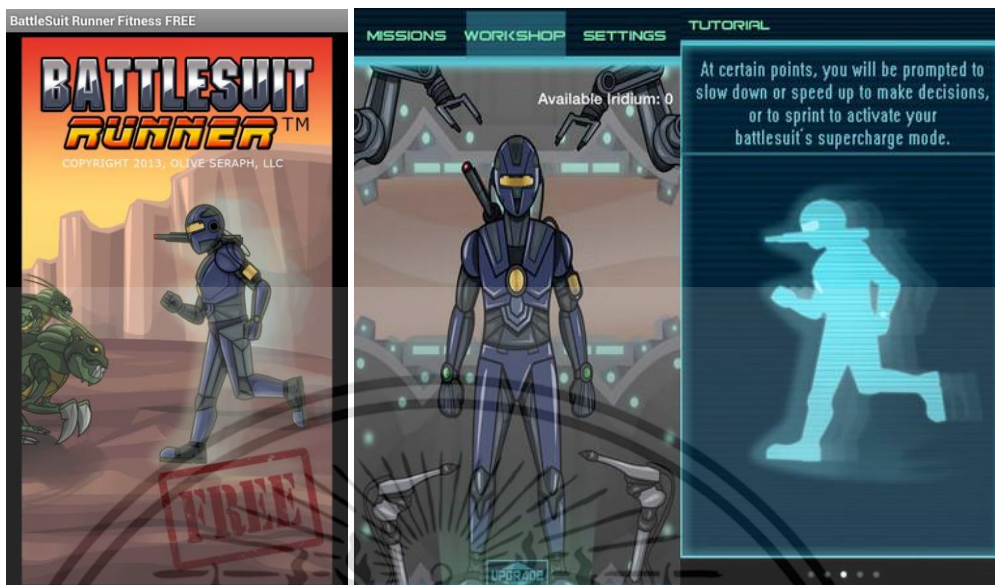 BattleSuit Runner Fitness FREE
BATTLESUIT
RUNNER™
COPYRIGHT 2013, OLIVE SERAPH, LLC
FREE
MISSIONS WORKSHOP SETTINGS
Available Iridium: 0
UPGRADE
TUTORIAL
At certain points, you will be prompted to
slow down or speed up to make decisions,
or to sprint to activate your
battlesuit's supercharge mode.